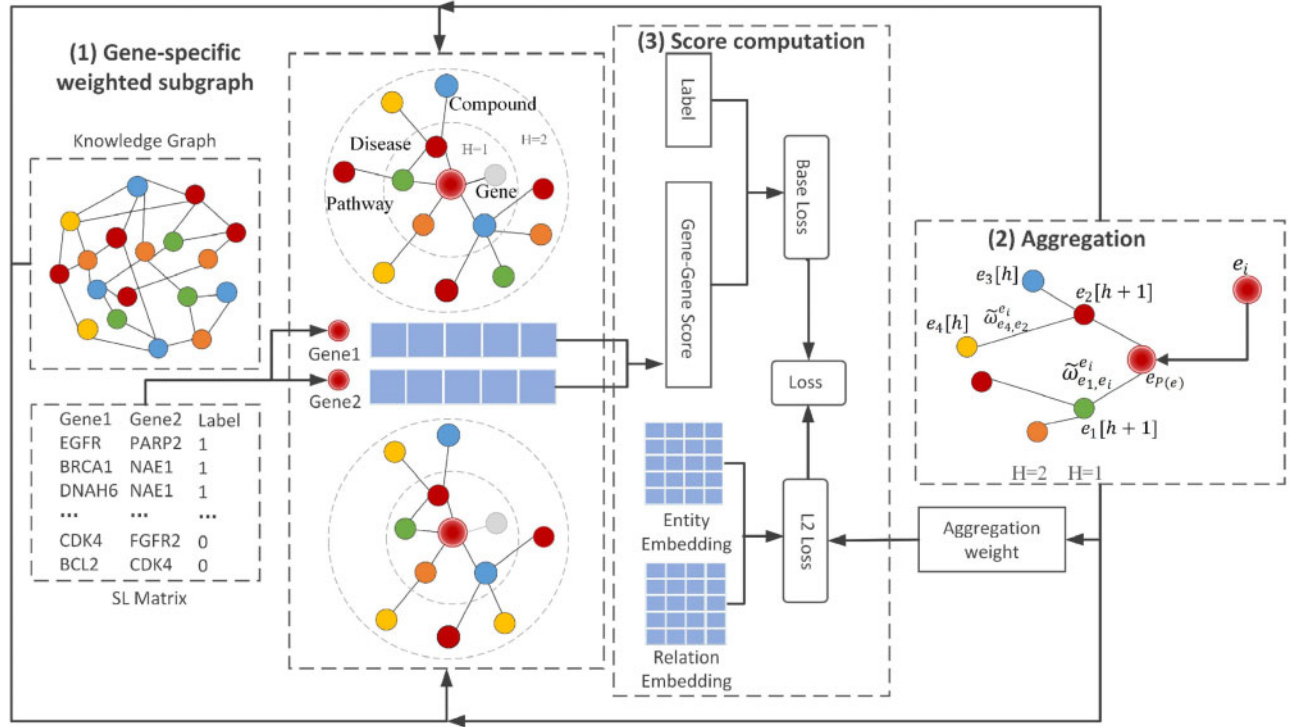 (1) Gene-specific
weighted subgraph
Knowledge Graph
Gene1 Gene2 Label
EGFR PARP2 1
BRCA1 NAE1 1
DNAH6 NAE1 1
... ... ...
CDK4 FGFR2 0
BCL2 CDK4 0
SL Matrix
Compound
Disease
H=1
H=2
Gene
Pathway
Gene1
Gene2
(3) Score computation
Label
Gene-Gene Score
Base Loss
Loss
L2 Loss
Entity
Embedding
Relation
Embedding
(2) Aggregation
e_i
e_3[h]
e_2[h + 1]
e_4[h]
ω̃^{e_i}_{e_4,e_2}
ω̃^{e_i}_{e_1,e_i}
e_{P(e)}
e_1[h + 1]
H=2 H=1
Aggregation
weight